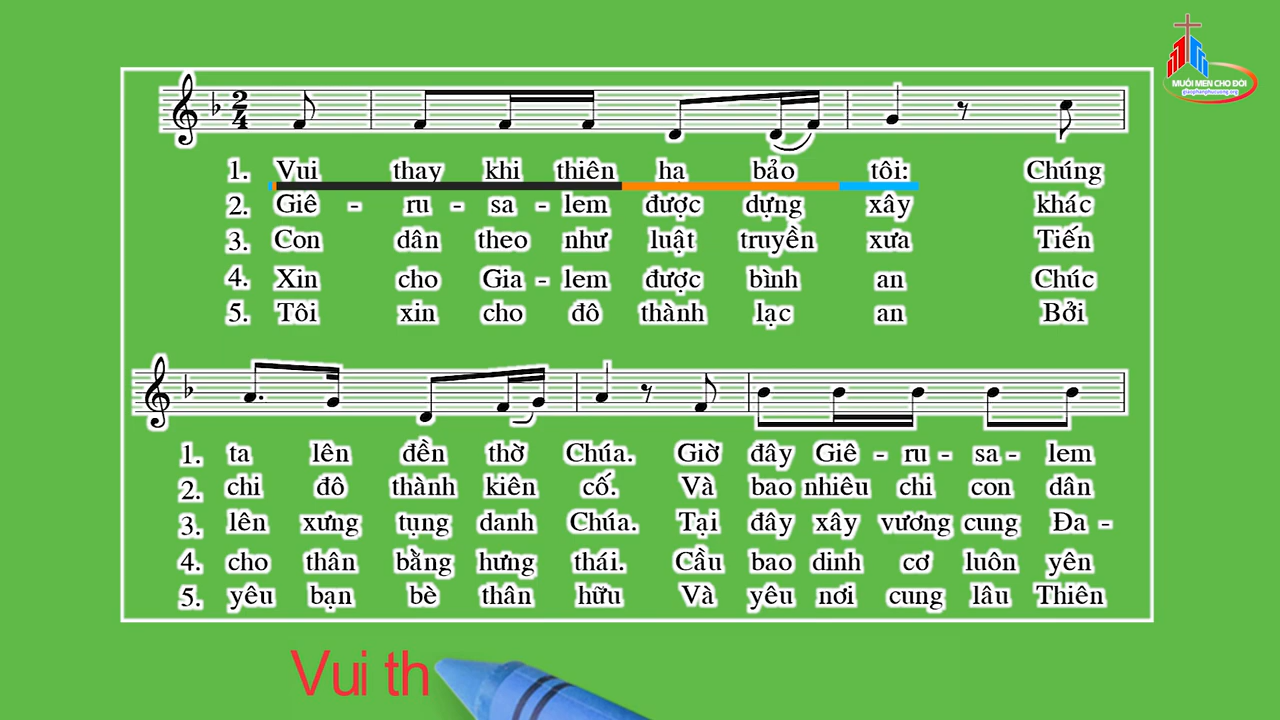 MUỐI MEN CHO ĐỜI
giaophanphucuong.org
2 4
1. Vui thay khi thiên hạ bảo tôi: Chúng
2. Giê - ru - sa - lem được dựng xây khác
3. Con dân theo như luật truyền xưa Tiến
4. Xin cho Gia - lem được bình an Chúc
5. Tôi xin cho đô thành lạc an Bởi
1. ta lên đền thờ Chúa. Giờ đây Giê - ru - sa - lem
2. chi đô thành kiên cố. Và bao nhiêu chi con dân
3. lên xưng tụng danh Chúa. Tại đây xây vương cung Đa -
4. cho thân bằng hưng thái. Cầu bao dinh cơ luôn yên
5. yêu bạn bè thân hữu Và yêu nơi cung lâu Thiên
Vui th